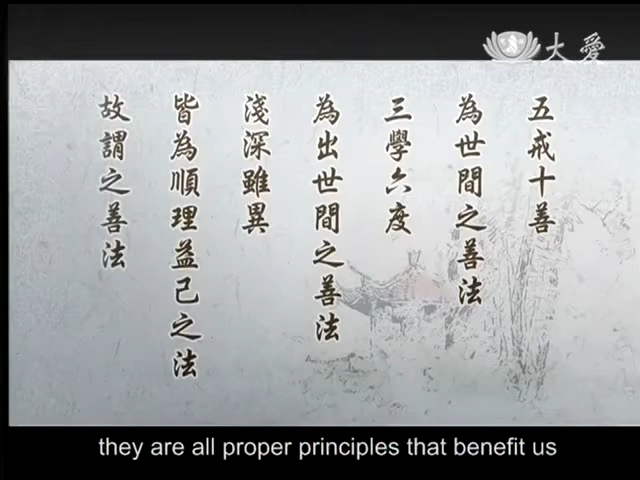 大愛
五戒十善
為世間之善法
三學六度
為出世間之善法
淺深雖異
皆為順理益己之法
故謂之善法
they are all proper principles that benefit us